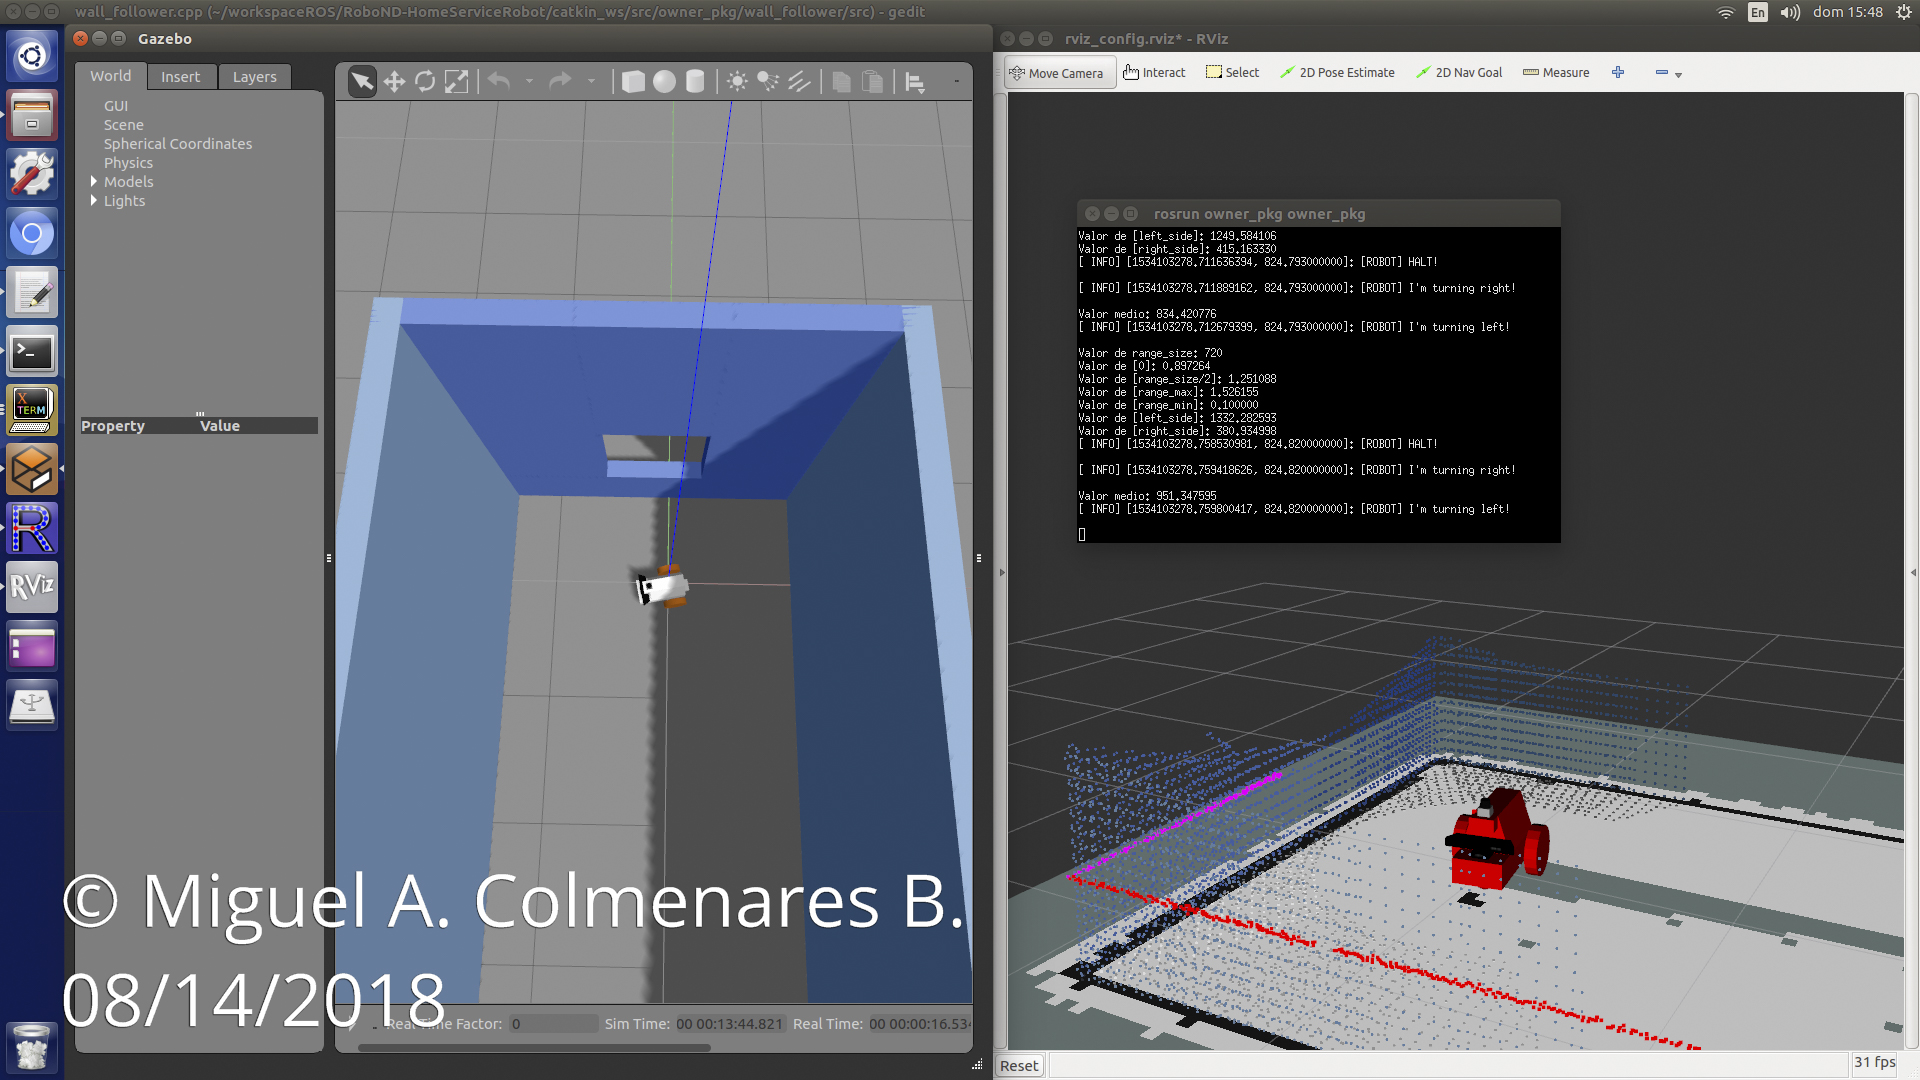 wall_follower.cpp (~/workspaceROS/RoboND-HomeServiceRobot/catkin_ws/src/owner_pkg/wall_follower/src) - gedit
En
dom 15:48
Gazebo
World
Insert
Layers
GUI
Scene
Spherical Coordinates
Physics
Models
Lights
Property
Value
X
TERM
R
RViz
Real Time Factor:
0
Sim Time:
00 00:13:44.821
Real Time:
00 00:00:16.534
rviz_config.rviz* - RViz
Move Camera
Interact
Select
2D Pose Estimate
2D Nav Goal
Measure
rosrun owner_pkg owner_pkg
Valor de [left_side]: 1249.584106
Valor de [right_side]: 415.163330
[ INFO] [1534103278.711636394, 824.793000000]: [ROBOT] HALT!
[ INFO] [1534103278.711889162, 824.793000000]: [ROBOT] I'm turning right!
Valor medio: 834.420776
[ INFO] [1534103278.712679399, 824.793000000]: [ROBOT] I'm turning left!
Valor de range_size: 720
Valor de [0]: 0.897264
Valor de [range_size/2]: 1.251088
Valor de [range_max]: 1.526155
Valor de [range_min]: 0.100000
Valor de [left_side]: 1332.282593
Valor de [right_side]: 380.934998
[ INFO] [1534103278.758530981, 824.820000000]: [ROBOT] HALT!
[ INFO] [1534103278.759418626, 824.820000000]: [ROBOT] I'm turning right!
Valor medio: 951.347595
[ INFO] [1534103278.759800417, 824.820000000]: [ROBOT] I'm turning left!
Reset
31 fps
© Miguel A. Colmenares B.
08/14/2018